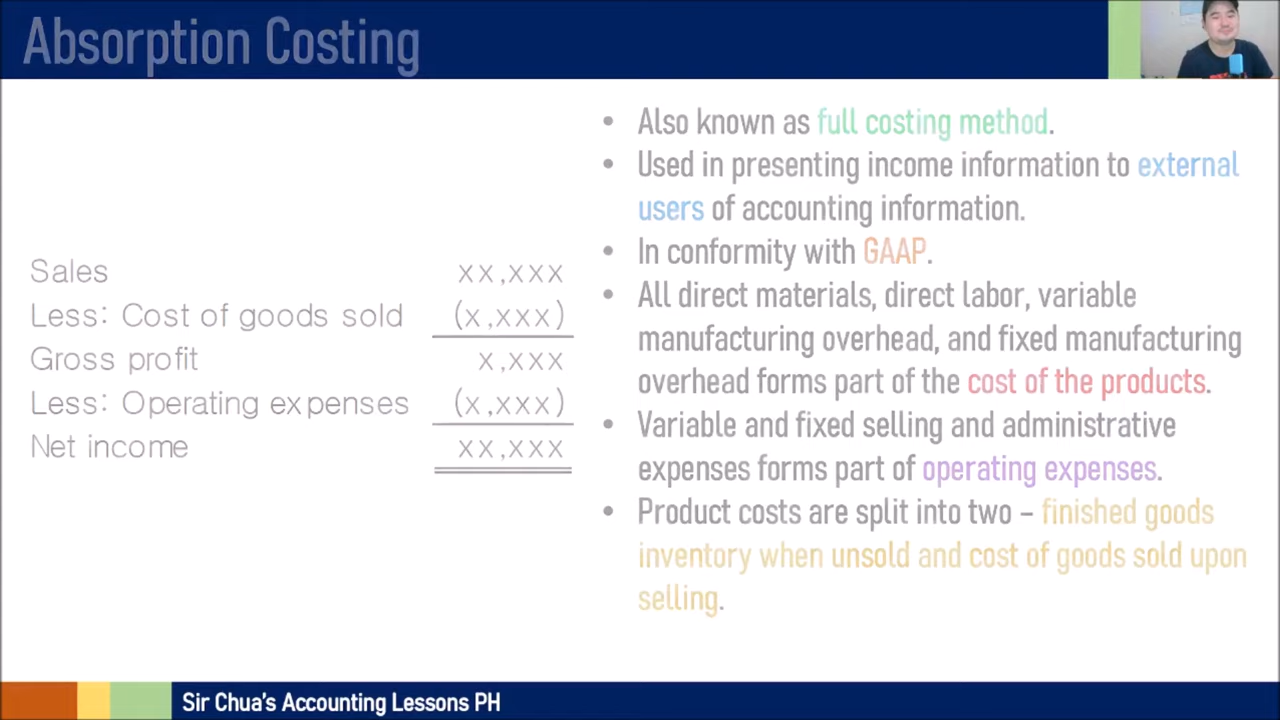 Absorption Costing
Sales xx,xxx
Less: Cost of goods sold (x,xxx)
Gross profit x,xxx
Less: Operating expenses (x,xxx)
Net income xx,xxx
• Also known as full costing method.
• Used in presenting income information to external
users of accounting information.
• In conformity with GAAP.
• All direct materials, direct labor, variable
manufacturing overhead, and fixed manufacturing
overhead forms part of the cost of the products.
• Variable and fixed selling and administrative
expenses forms part of operating expenses.
• Product costs are split into two – finished goods
inventory when unsold and cost of goods sold upon
selling.
Sir Chua's Accounting Lessons PH